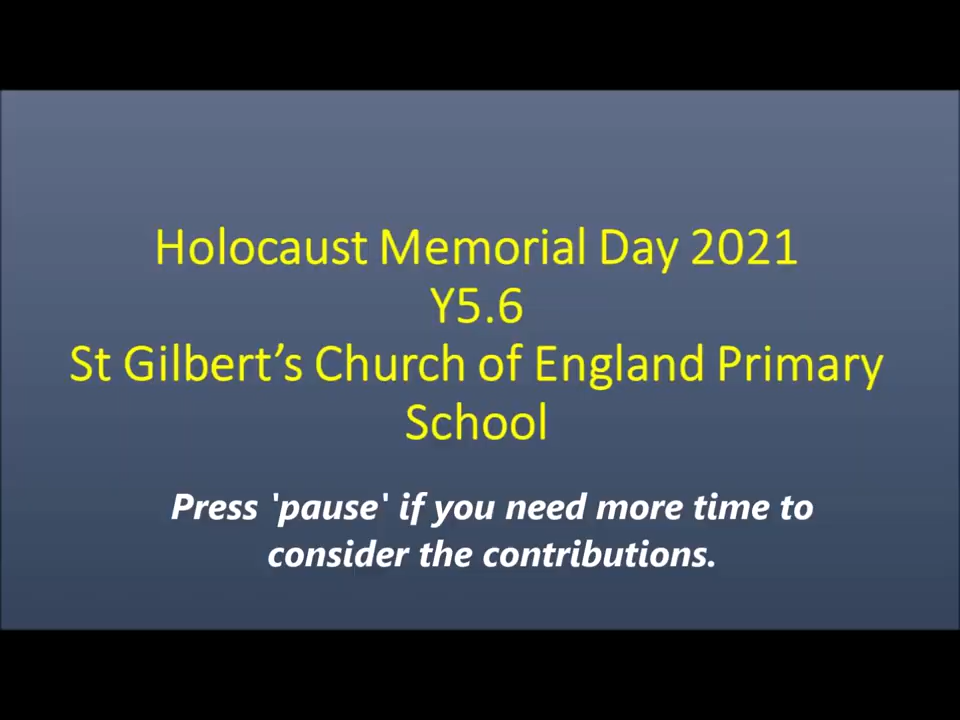 Holocaust Memorial Day 2021
Y5.6
St Gilbert’s Church of England Primary
School
Press 'pause' if you need more time to
consider the contributions.